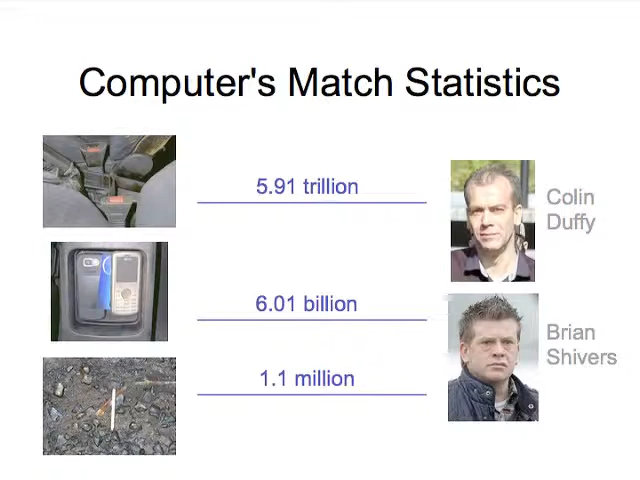 Computer's Match Statistics
5.91 trillion
Colin
Duffy
6.01 billion
Brian
Shivers
1.1 million